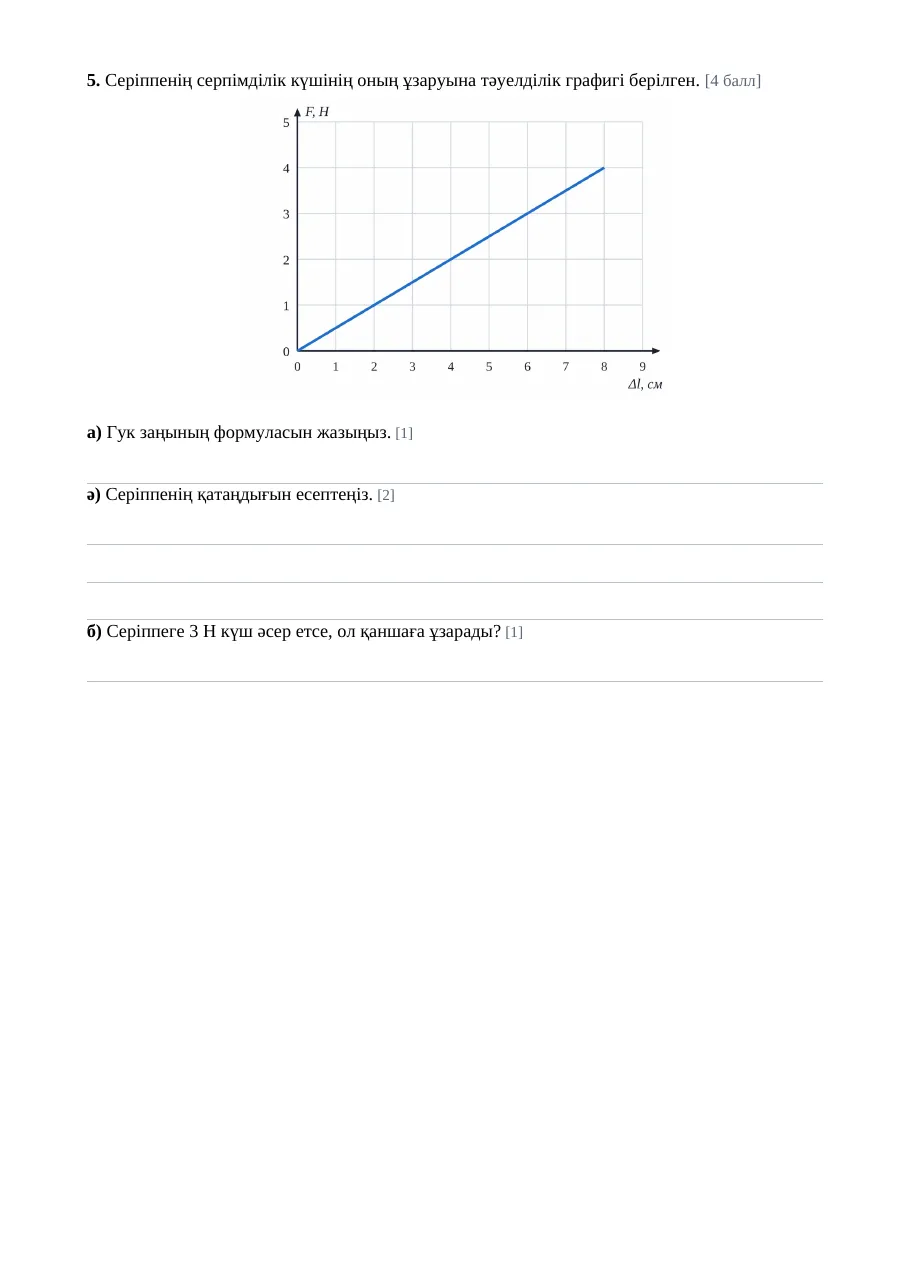 5. Серіппенің серпімділік күшінің оның ұзаруына тәуелділік графигі берілген. [4 балл]
F, Н
5
4
3
2
1
0
0 1 2 3 4 5 6 7 8 9
Δl, см
а) Гук заңының формуласын жазыңыз. [1]
ә) Серіппенің қатаңдығын есептеңіз. [2]
б) Серіппеге 3 Н күш әсер етсе, ол қаншаға ұзарады? [1]